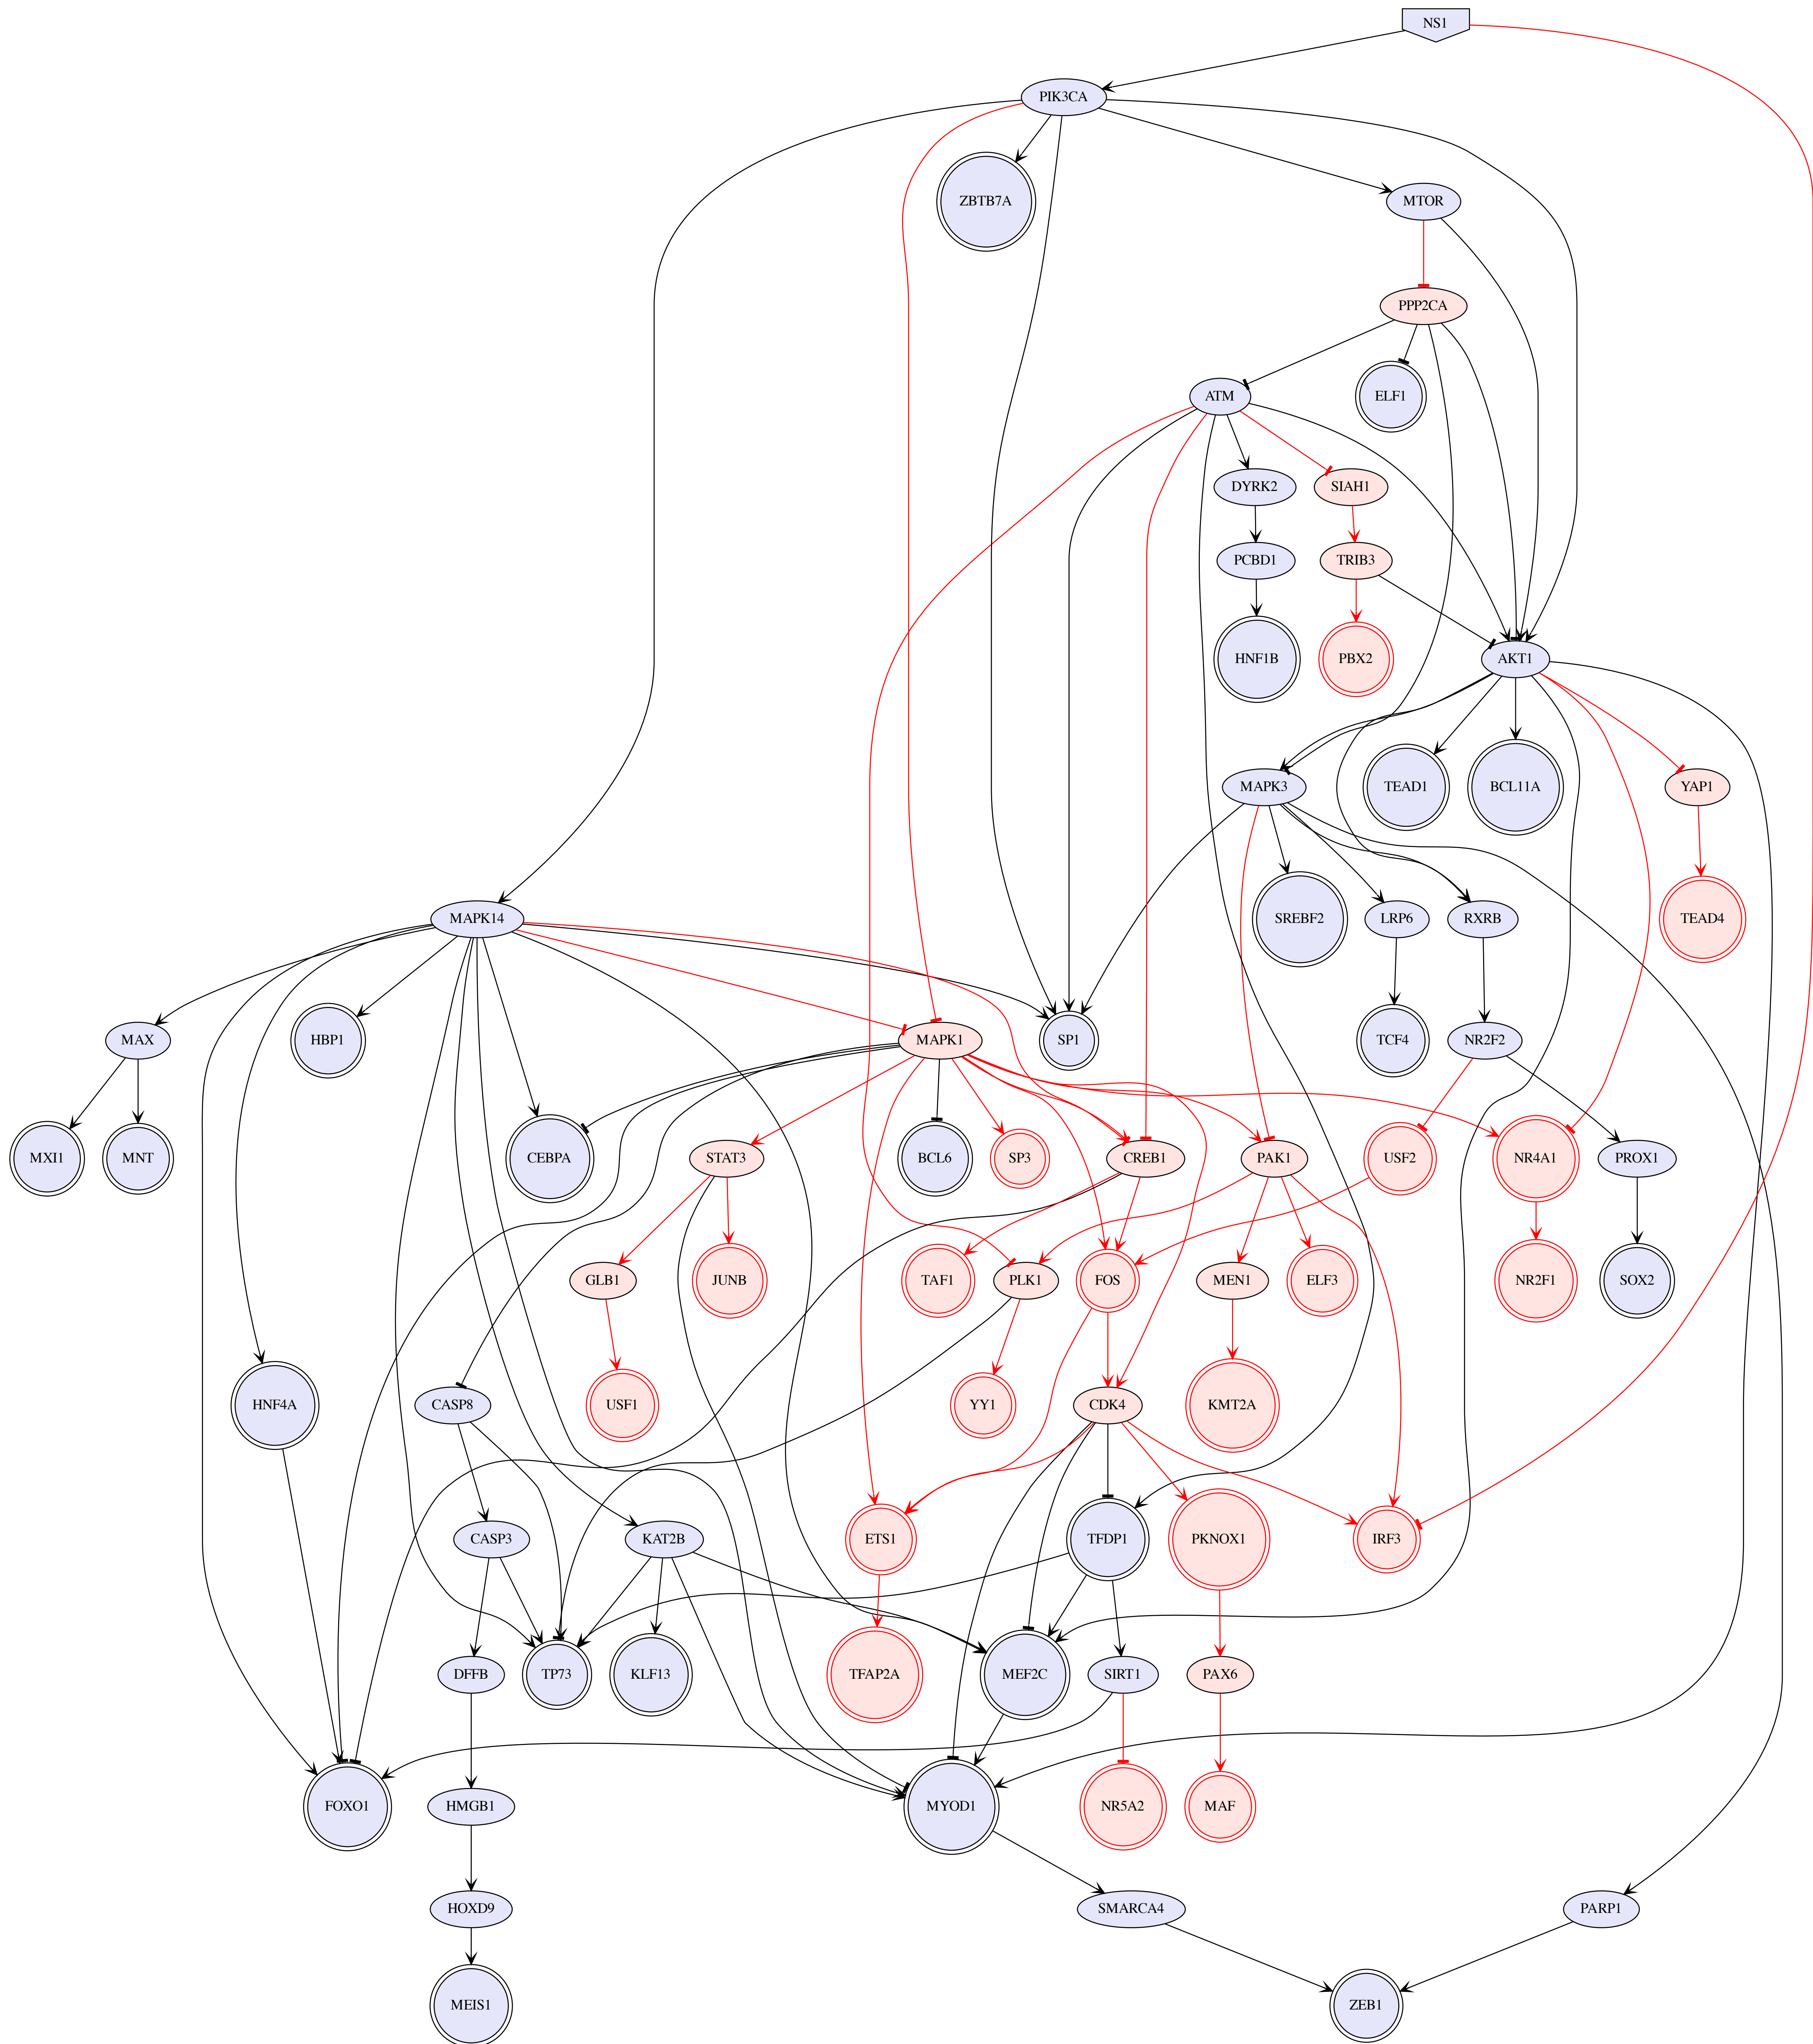 NS1
PIK3CA
ZBTB7A
MTOR
PPP2CA
ATM
ELF1
DYRK2
SIAH1
PCBD1
TRIB3
HNF1B
PBX2
AKT1
MAPK3
TEAD1
BCL11A
YAP1
MAPK14
SREBF2
LRP6
RXRB
TEAD4
MAX
HBP1
MAPK1
SP1
TCF4
NR2F2
MXI1
MNT
CEBPA
STAT3
BCL6
SP3
CREB1
PAK1
USF2
NR4A1
PROX1
GLB1
JUNB
TAF1
PLK1
FOS
MEN1
ELF3
NR2F1
SOX2
HNF4A
CASP8
USF1
YY1
CDK4
KMT2A
CASP3
KAT2B
ETS1
TFDP1
PKNOX1
IRF3
DFFB
TP73
KLF13
TFAP2A
MEF2C
SIRT1
PAX6
FOXO1
HMGB1
MYOD1
NR5A2
MAF
HOXD9
SMARCA4
PARP1
MEIS1
ZEB1